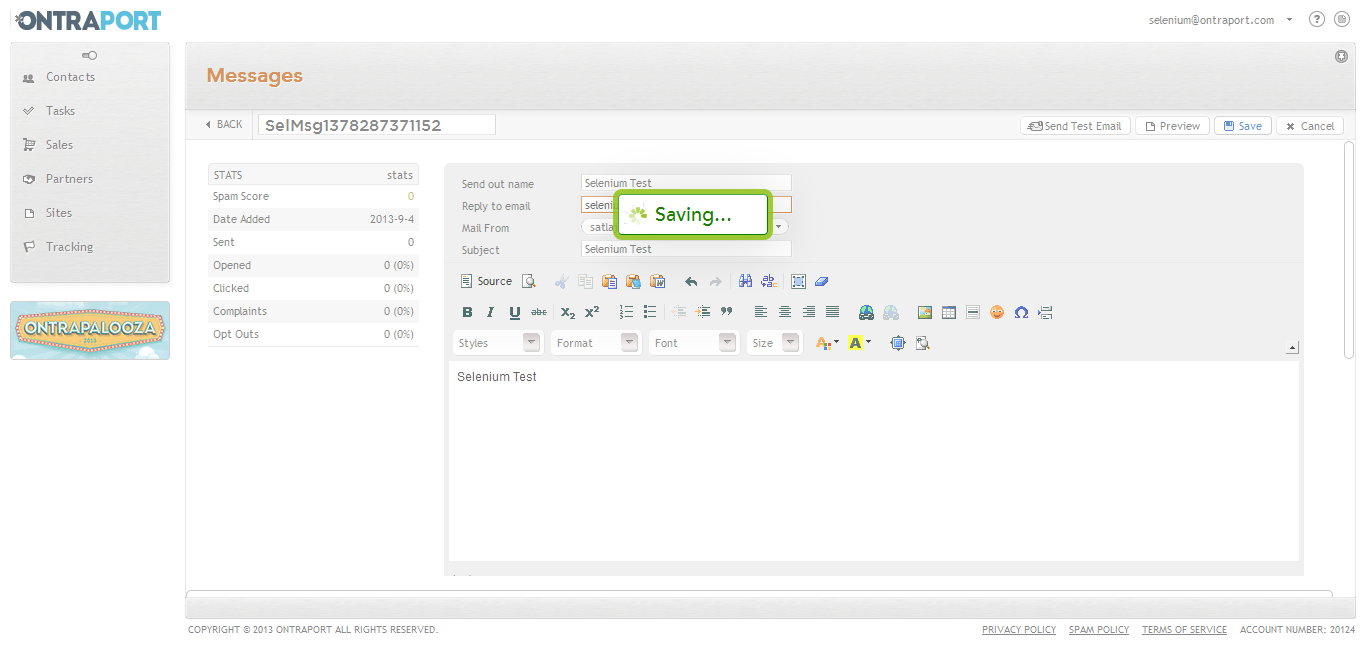 ONTRAPORT
selenium@ontraport.com
Contacts
Tasks
Sales
Partners
Sites
Tracking
ONTRAPALOOZA
2013
Messages
BACK
SelMsg1378287371152
Send Test Email
Preview
Save
Cancel
STATS stats
Spam Score 0
Date Added 2013-9-4
Sent 0
Opened 0 (0%)
Clicked 0 (0%)
Complaints 0 (0%)
Opt Outs 0 (0%)
Send out name Selenium Test
Reply to email
Mail From
Subject Selenium Test
Saving...
Source
Styles Format Font Size
Selenium Test
COPYRIGHT © 2013 ONTRAPORT ALL RIGHTS RESERVED.
PRIVACY POLICY SPAM POLICY TERMS OF SERVICE ACCOUNT NUMBER: 20124